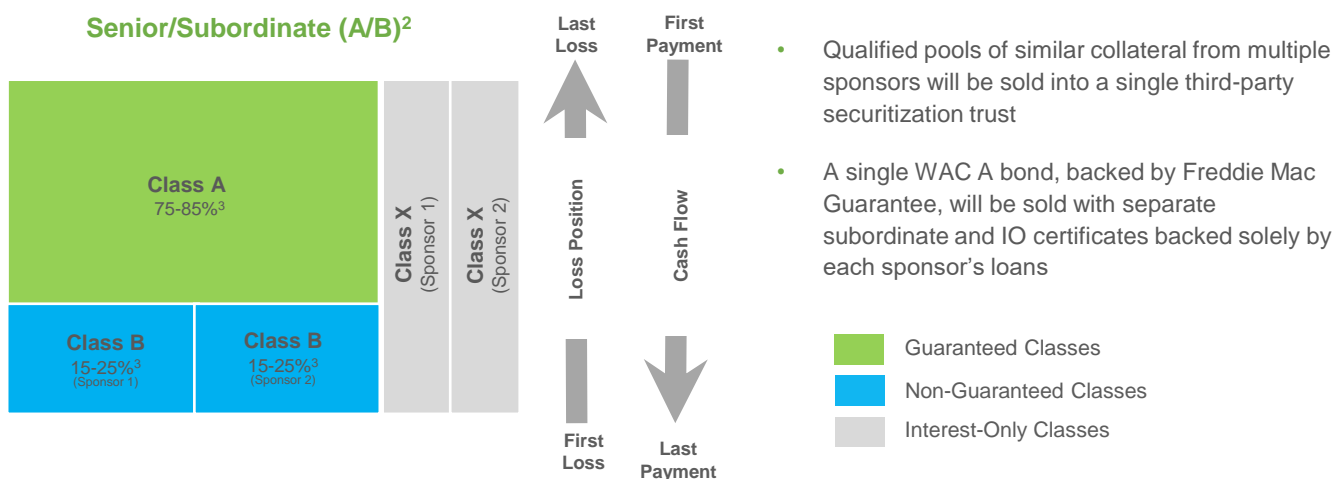 Senior/Subordinate (A/B)2
Class A
75-85%3
Class B
15-25%3
(Sponsor 1)
Class B
15-25%3
(Sponsor 2)
Class X
(Sponsor 1)
Class X
(Sponsor 2)
Last
Loss
Loss Position
First
Loss
First
Payment
Cash Flow
Last
Payment
• Qualified pools of similar collateral from multiple
sponsors will be sold into a single third-party
securitization trust
• A single WAC A bond, backed by Freddie Mac
Guarantee, will be sold with separate
subordinate and IO certificates backed solely by
each sponsor's loans
Guaranteed Classes
Non-Guaranteed Classes
Interest-Only Classes